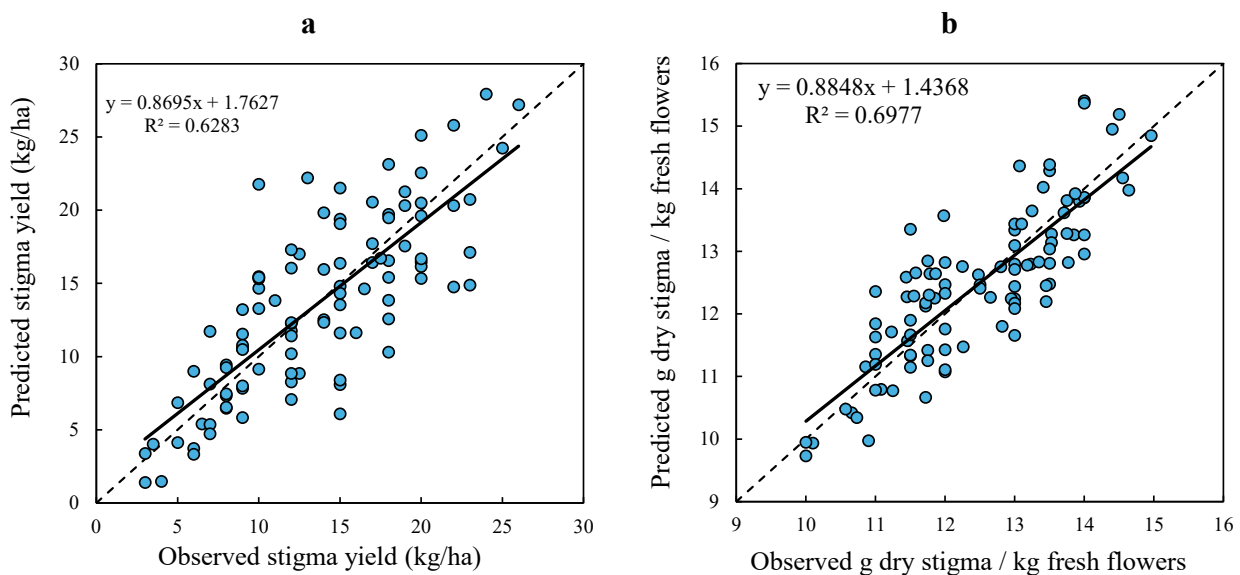 a
30
25
20
15
10
5
0
Predicted stigma yield (kg/ha)
y = 0.8695x + 1.7627
R² = 0.6283
0 5 10 15 20 25 30
Observed stigma yield (kg/ha)
b
16
15
14
13
12
11
10
9
Predicted g dry stigma / kg fresh flowers
y = 0.8848x + 1.4368
R² = 0.6977
9 10 11 12 13 14 15 16
Observed g dry stigma / kg fresh flowers